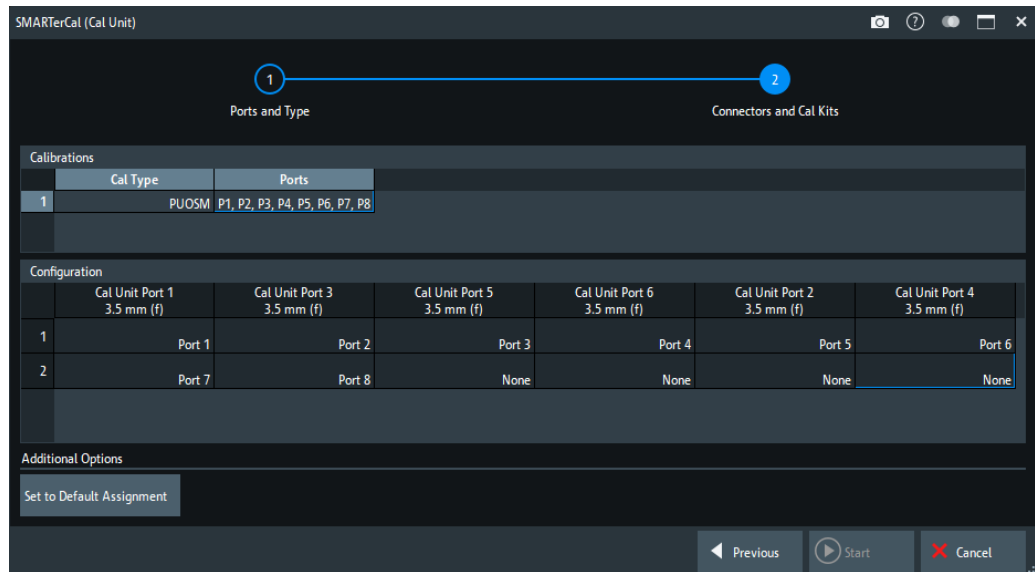 SMARTerCal (Cal Unit)
1 2
Ports and Type Connectors and Cal Kits
Calibrations
Cal Type Ports
1 PUOSM P1, P2, P3, P4, P5, P6, P7, P8
Configuration
Cal Unit Port 1 Cal Unit Port 3 Cal Unit Port 5 Cal Unit Port 6 Cal Unit Port 2 Cal Unit Port 4
3.5 mm (f) 3.5 mm (f) 3.5 mm (f) 3.5 mm (f) 3.5 mm (f) 3.5 mm (f)
1 Port 1 Port 2 Port 3 Port 4 Port 5 Port 6
2 Port 7 Port 8 None None None None
Additional Options
Set to Default Assignment
Previous Start Cancel